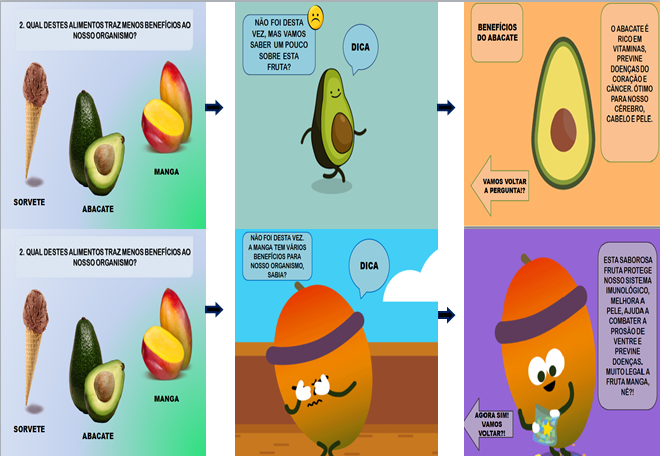 2. QUAL DESTES ALIMENTOS TRAZ MENOS BENEFÍCIOS AO
NOSSO ORGANISMO?
SORVETE
ABACATE
MANGA
NÃO FOI DESTA
VEZ, MAS VAMOS
SABER UM POUCO
SOBRE ESTA
FRUTA?
DICA
BENEFÍCIOS
DO ABACATE
O ABACATE É
RICO EM
VITAMINAS,
PREVINE
DOENÇAS DO
CORAÇÃO E
CÂNCER. ÓTIMO
PARA NOSSO
CÉREBRO,
CABELO E PELE.
VAMOS VOLTAR
A PERGUNTA!?
2. QUAL DESTES ALIMENTOS TRAZ MENOS BENEFÍCIOS AO
NOSSO ORGANISMO?
SORVETE
ABACATE
MANGA
NÃO FOI DESTA VEZ.
A MANGA TEM VÁRIOS
BENEFÍCIOS PARA
NOSSO ORGANISMO,
SABIA?
DICA
ESTA SABOROSA
FRUTA PROTEGE
NOSSO SISTEMA
IMUNOLÓGICO,
MELHORA A
PELE, AJUDA A
COMBATER A
PROSÃO DE
VENTRE E
PREVINE
DOENÇAS.
MUITO LEGAL A
FRUTA MANGA,
NÉ?!
AGORA SIM!
VAMOS
VOLTAR?!